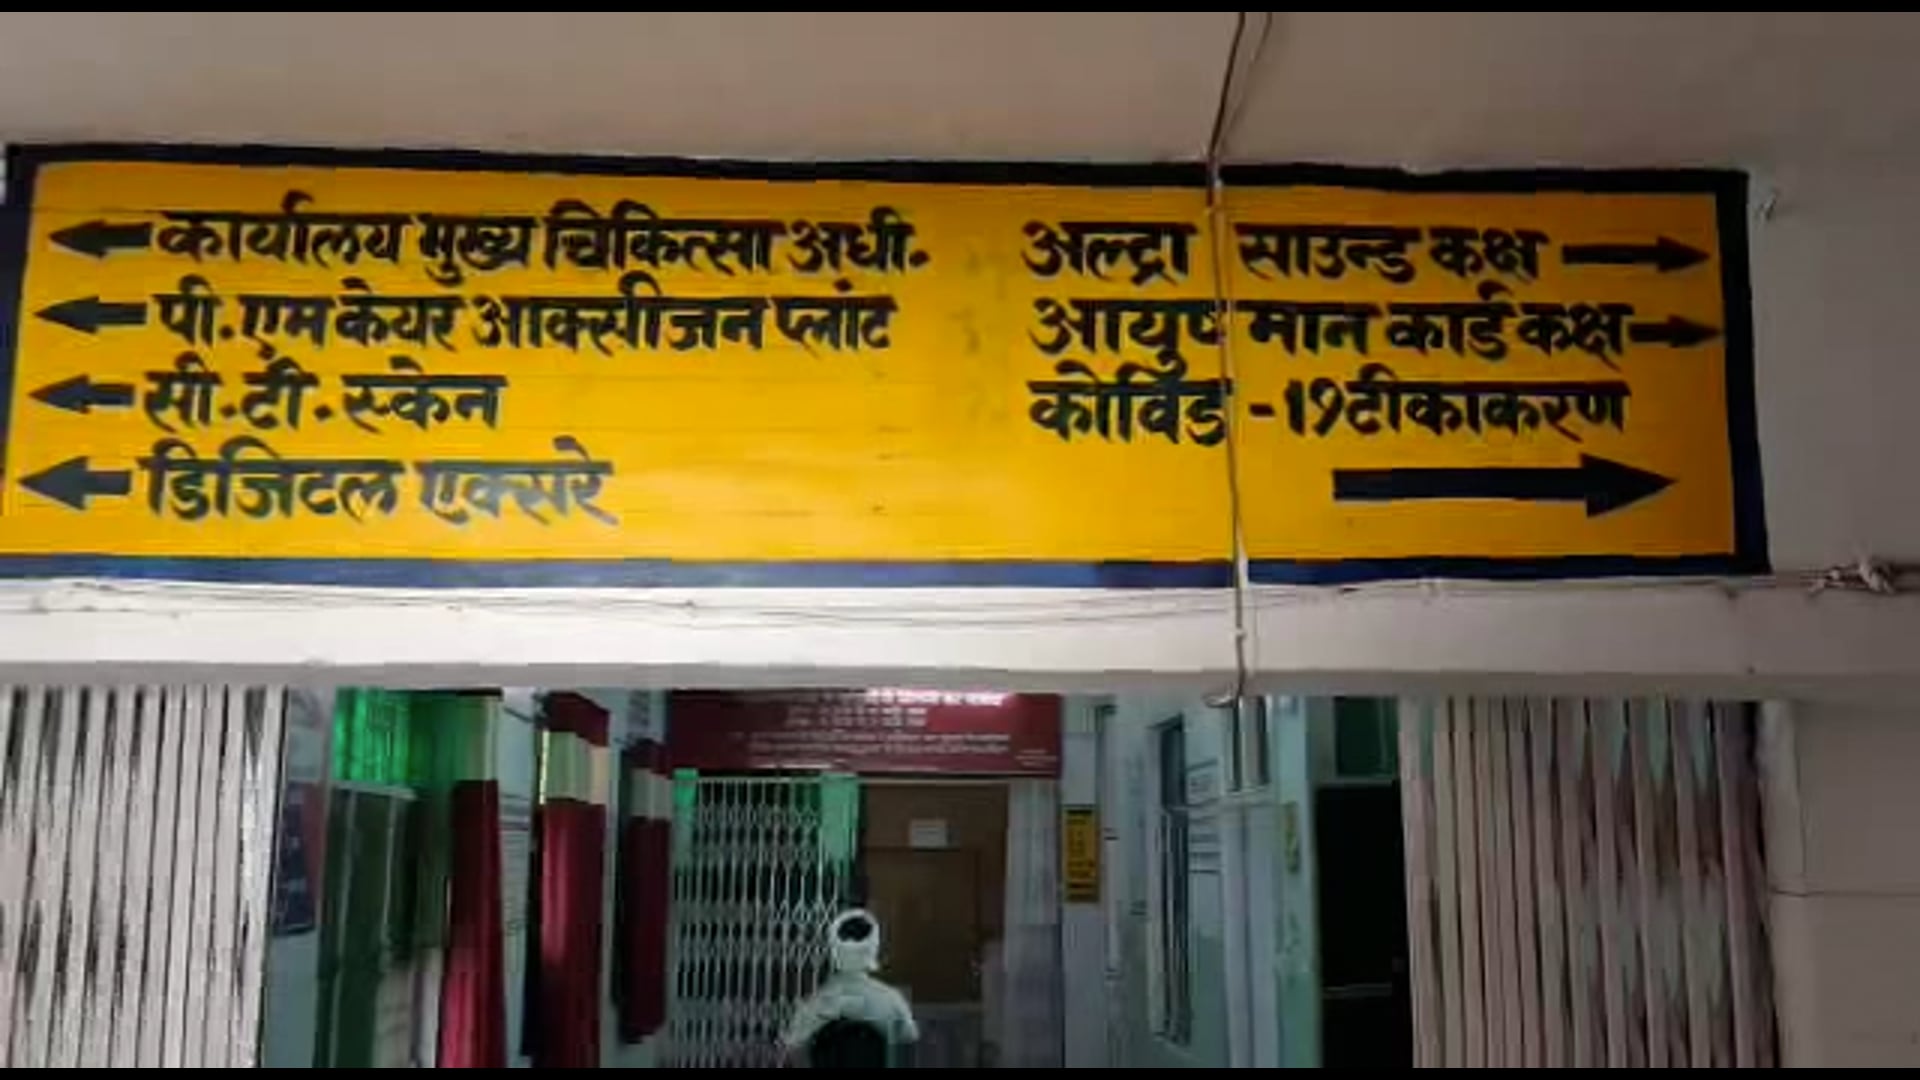 कार्यालय मुख्य चिकित्सा अधी.
पी.एम केयर आक्सीजन प्लांट
सी.टी.स्केन
डिजिटल एक्सरे
अल्ट्रा साउन्ड कक्ष
आयुष मान कार्ड कक्ष
कोविड -19टीकाकरण